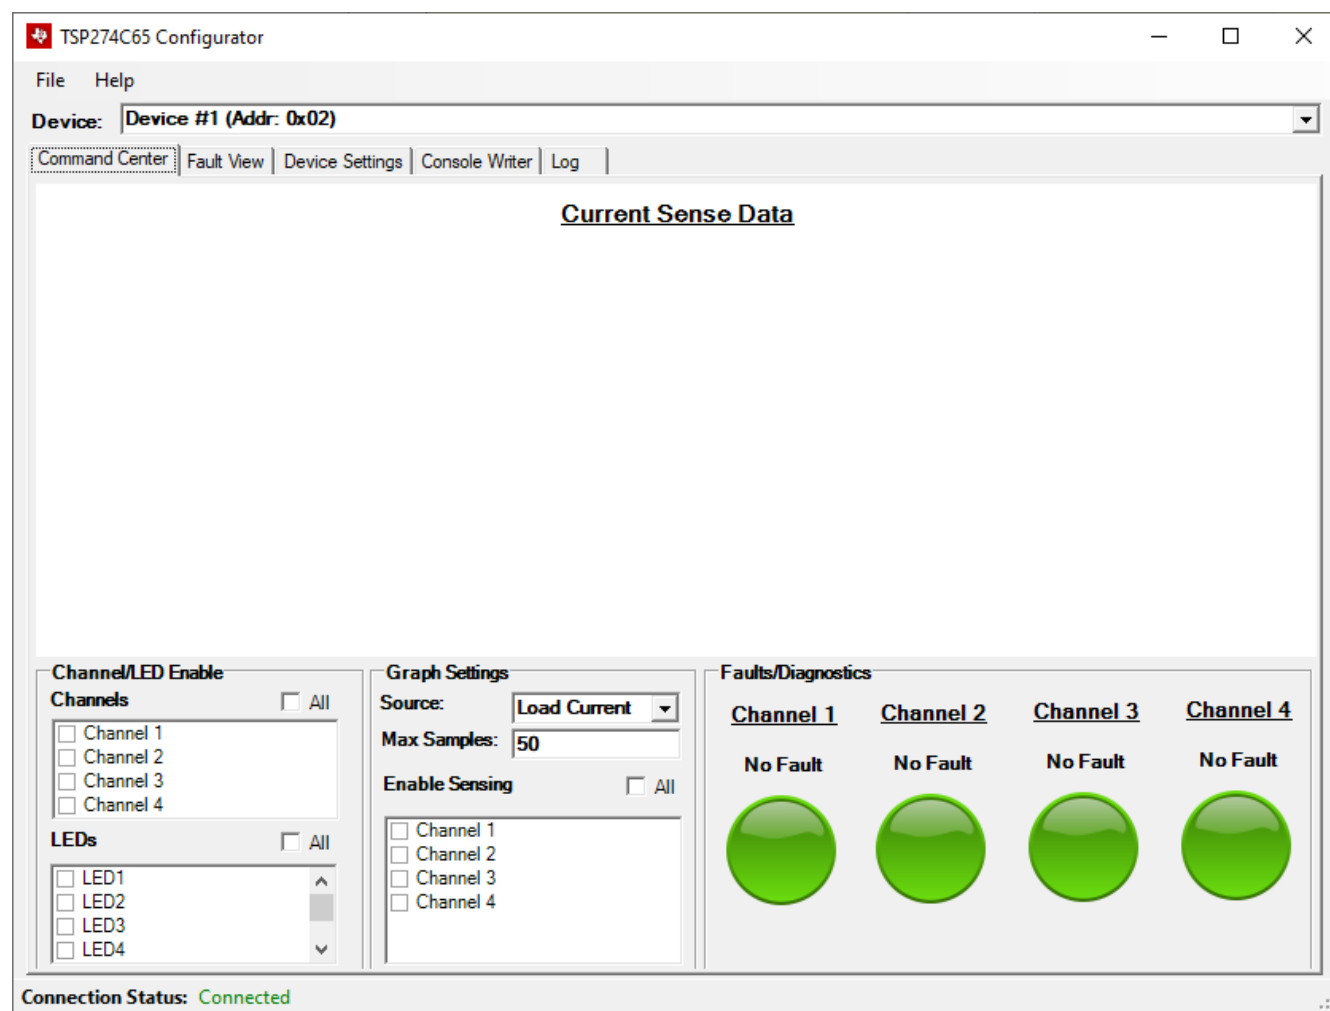 TSP274C65 Configurator
File Help
Device: Device #1 (Addr: 0x02)
Command Center Fault View Device Settings Console Writer Log
Current Sense Data
Channel/LED Enable
Channels All
Channel 1
Channel 2
Channel 3
Channel 4
LEDs All
LED1
LED2
LED3
LED4
Graph Settings
Source: Load Current
Max Samples: 50
Enable Sensing All
Channel 1
Channel 2
Channel 3
Channel 4
Faults/Diagnostics
Channel 1 Channel 2 Channel 3 Channel 4
No Fault No Fault No Fault No Fault
Connection Status: Connected